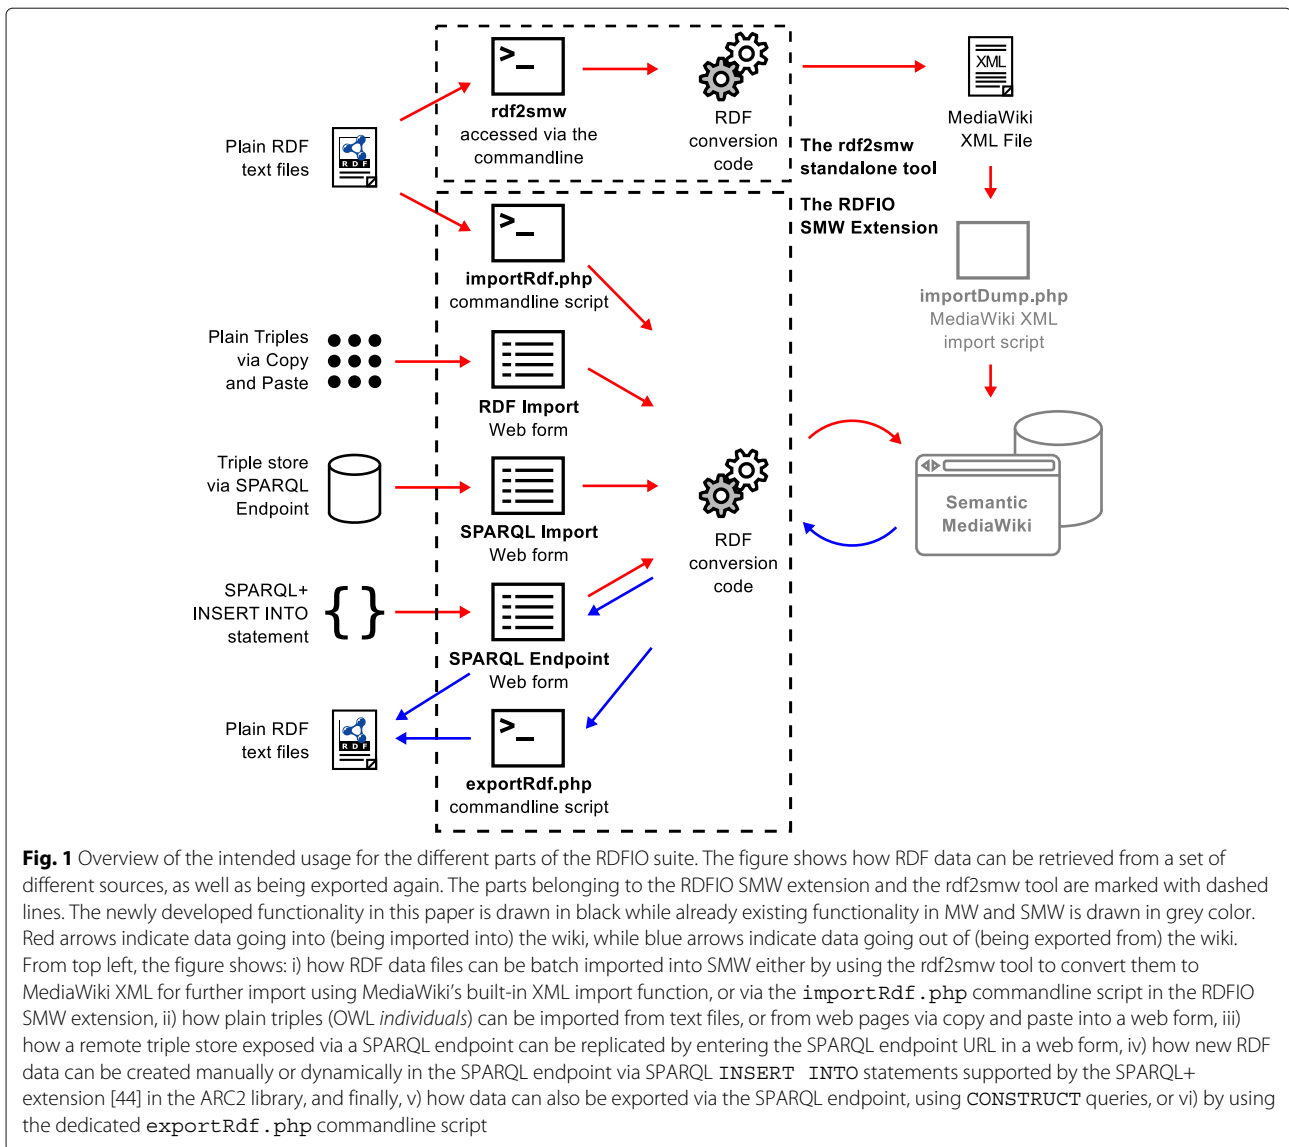 >_
rdf2smw
accessed via the
commandline
RDF
conversion
code
XML
MediaWiki
XML File
The rdf2smw
standalone tool
Plain RDF
text files
RDF
The RDFIO
SMW Extension
>_
importRdf.php
commandline script
importDump.php
MediaWiki XML
import script
Plain Triples
via Copy
and Paste
RDF Import
Web form
Triple store
via SPARQL
Endpoint
SPARQL Import
Web form
RDF
conversion
code
Semantic
MediaWiki
SPARQL+
INSERT INTO
statement
{}
SPARQL Endpoint
Web form
Plain RDF
text files
RDF
>_
exportRdf.php
commandline script
Fig. 1 Overview of the intended usage for the different parts of the RDFIO suite. The figure shows how RDF data can be retrieved from a set of
different sources, as well as being exported again. The parts belonging to the RDFIO SMW extension and the rdf2smw tool are marked with dashed
lines. The newly developed functionality in this paper is drawn in black while already existing functionality in MW and SMW is drawn in grey color.
Red arrows indicate data going into (being imported into) the wiki, while blue arrows indicate data going out of (being exported from) the wiki.
From top left, the figure shows: i) how RDF data files can be batch imported into SMW either by using the rdf2smw tool to convert them to
MediaWiki XML for further import using MediaWiki's built-in XML import function, or via the importRdf.php commandline script in the RDFIO
SMW extension, ii) how plain triples (OWL individuals) can be imported from text files, or from web pages via copy and paste into a web form, iii)
how a remote triple store exposed via a SPARQL endpoint can be replicated by entering the SPARQL endpoint URL in a web form, iv) how new RDF
data can be created manually or dynamically in the SPARQL endpoint via SPARQL INSERT INTO statements supported by the SPARQL+
extension [44] in the ARC2 library, and finally, v) how data can also be exported via the SPARQL endpoint, using CONSTRUCT queries, or vi) by using
the dedicated exportRdf.php commandline script